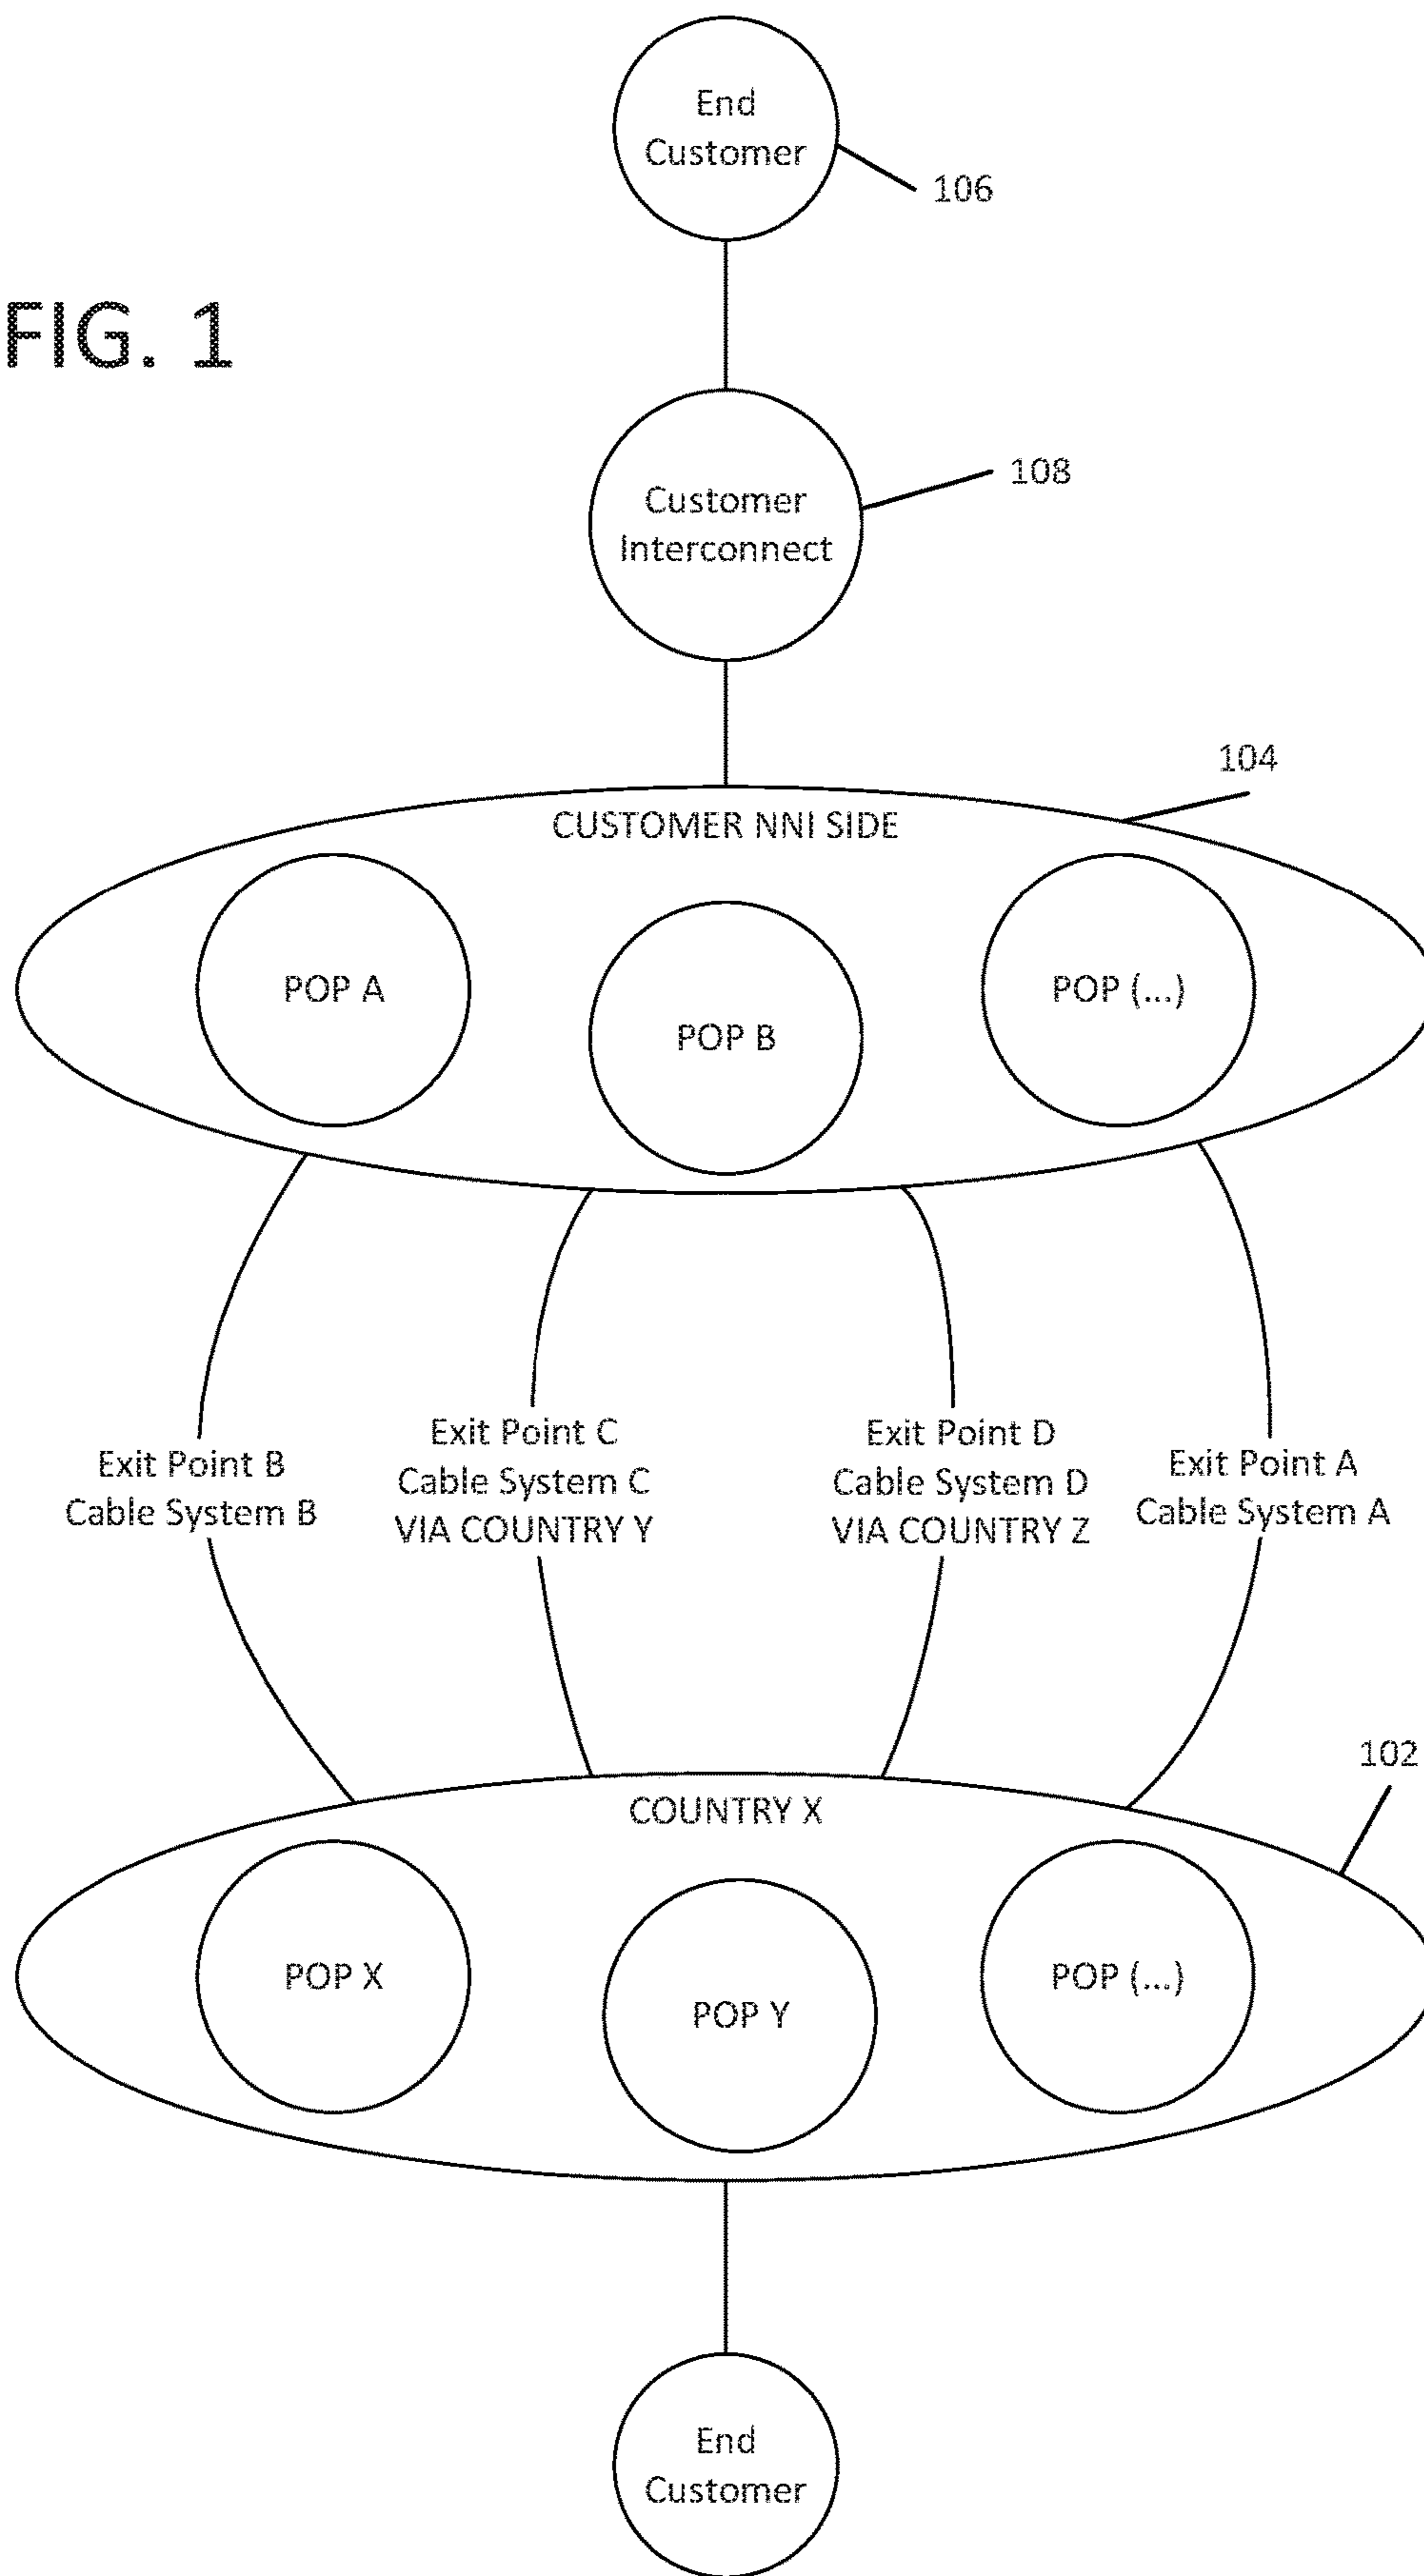 End
Customer
106
FIG. 1
Customer
Interconnect
108
104
CUSTOMER NNI SIDE
POP A
POP B
POP (...)
Exit Point B
Cable System B
Exit Point C
Cable System C
VIA COUNTRY Y
Exit Point D
Cable System D
VIA COUNTRY Z
Exit Point A
Cable System A
102
COUNTRY X
POP X
POP Y
POP (...)
End
Customer